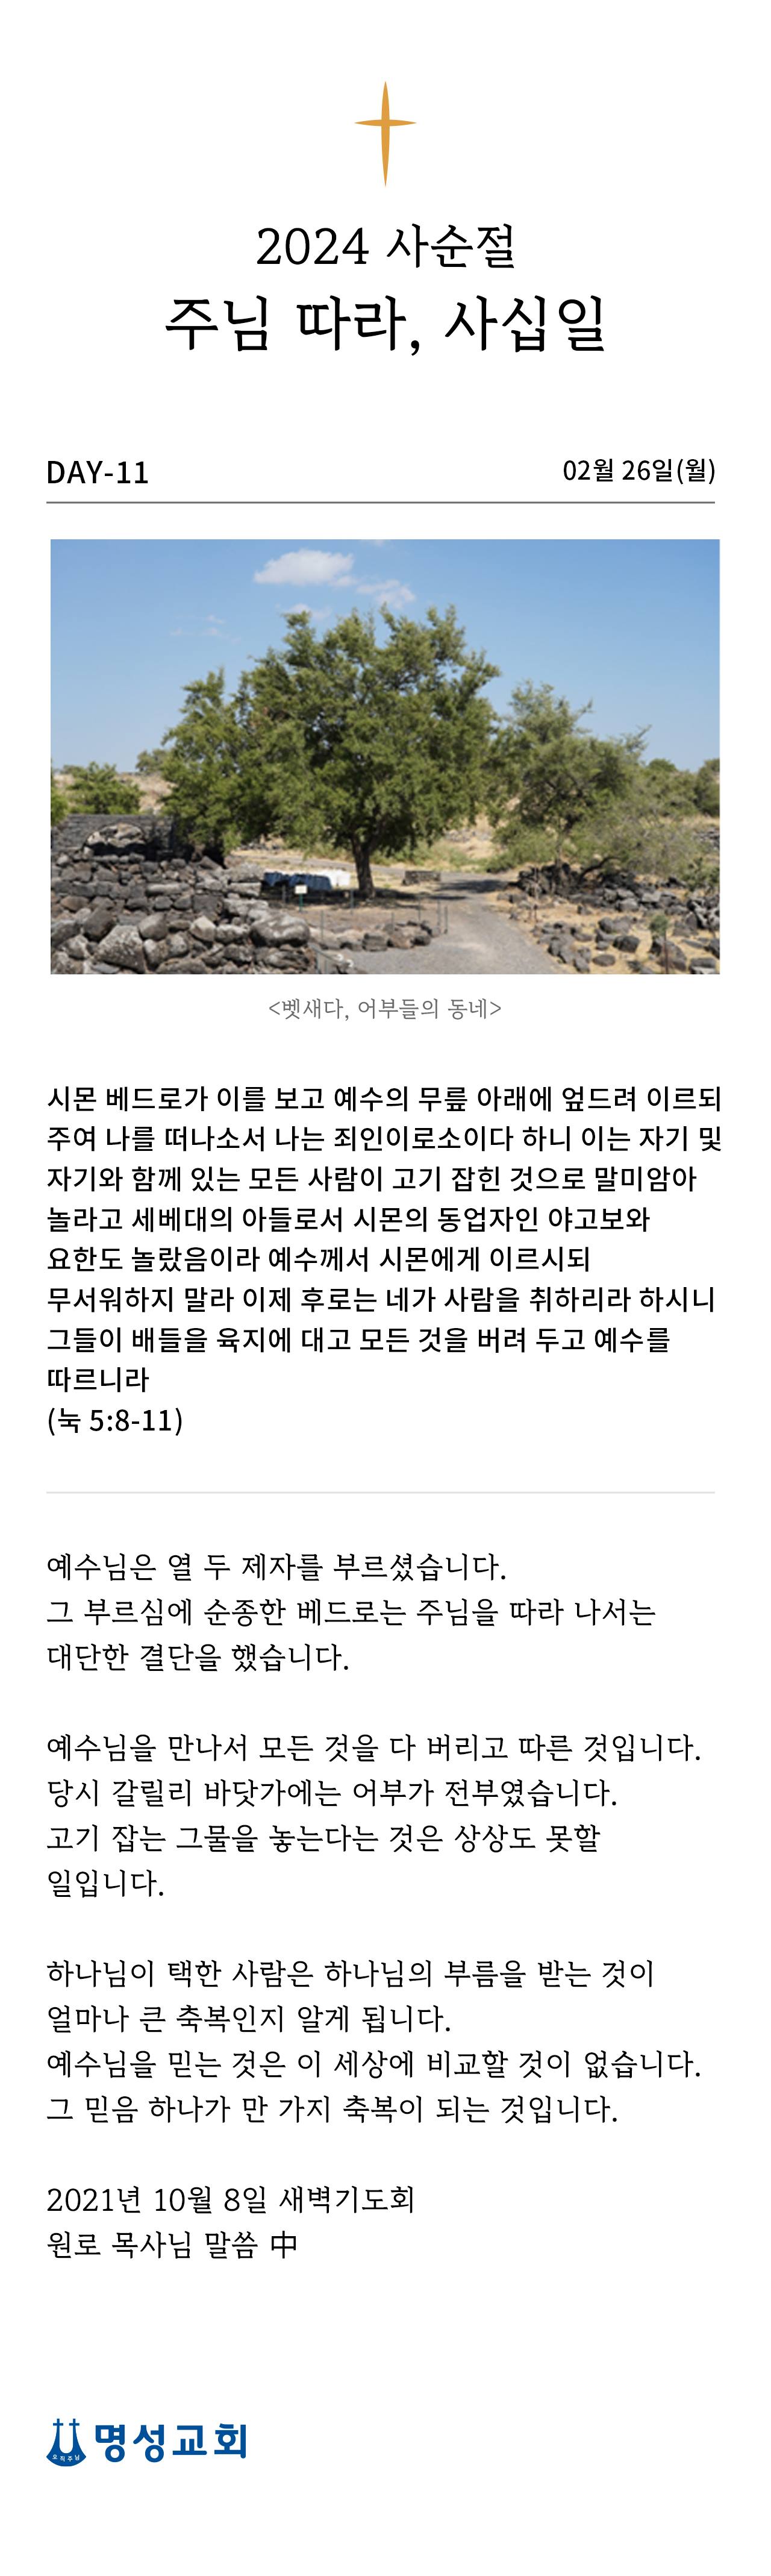 2024 사순절
주님 따라, 사십일
DAY-11
02월 26일(월)
<벳새다, 어부들의 동네>
시몬 베드로가 이를 보고 예수의 무릎 아래에 엎드려 이르되
주여 나를 떠나소서 나는 죄인이로소이다 하니 이는 자기 및
자기와 함께 있는 모든 사람이 고기 잡힌 것으로 말미암아
놀라고 세베대의 아들로서 시몬의 동업자인 야고보와
요한도 놀랐음이라 예수께서 시몬에게 이르시되
무서워하지 말라 이제 후로는 네가 사람을 취하리라 하시니
그들이 배들을 육지에 대고 모든 것을 버려 두고 예수를
따르니라
(눅 5:8-11)
예수님은 열 두 제자를 부르셨습니다.
그 부르심에 순종한 베드로는 주님을 따라 나서는
대단한 결단을 했습니다.
예수님을 만나서 모든 것을 다 버리고 따른 것입니다.
당시 갈릴리 바닷가에는 어부가 전부였습니다.
고기 잡는 그물을 놓는다는 것은 상상도 못할
일입니다.
하나님이 택한 사람은 하나님의 부름을 받는 것이
얼마나 큰 축복인지 알게 됩니다.
예수님을 믿는 것은 이 세상에 비교할 것이 없습니다.
그 믿음 하나가 만 가지 축복이 되는 것입니다.
2021년 10월 8일 새벽기도회
원로 목사님 말씀 中
오직주님
명성교회